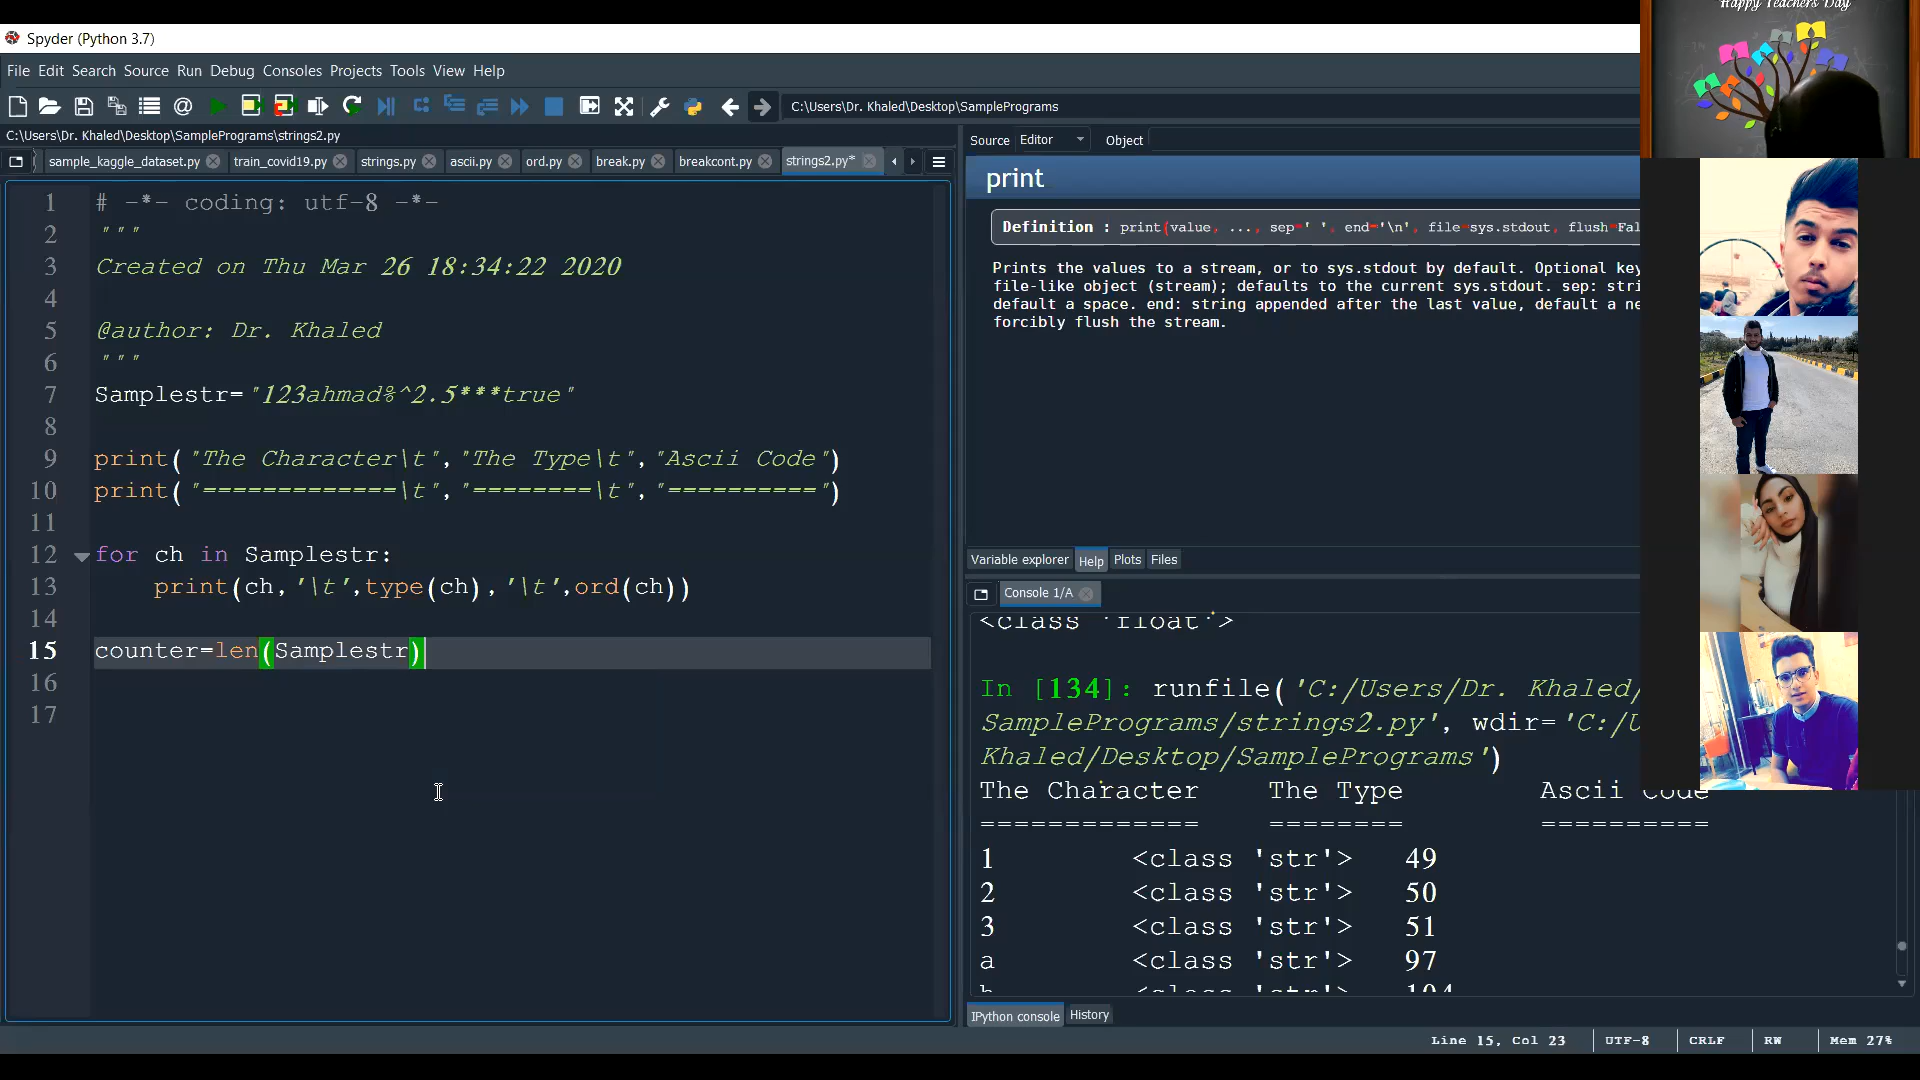 Happy Teachers Day
Spyder (Python 3.7)
File Edit Search Source Run Debug Consoles Projects Tools View Help
C:\Users\Dr. Khaled\Desktop\SamplePrograms
C:\Users\Dr. Khaled\Desktop\SamplePrograms\strings2.py
sample_kaggle_dataset.py train_covid19.py strings.py ascii.py ord.py break.py breakcont.py strings2.py*
1 # -*- coding: utf-8 -*-
2 """
3 Created on Thu Mar 26 18:34:22 2020
4
5 @author: Dr. Khaled
6 """
7 Samplestr="123ahmad%^2.5***true"
8
9 print("The Character\t","The Type\t","Ascii Code")
10 print("=============\t","========\t","==========")
11
12 for ch in Samplestr:
13 print(ch,'\t',type(ch),'\t',ord(ch))
14
15 counter=len(Samplestr)
16
17
Source Editor Object
print
Definition : print(value, ..., sep=' ', end='\n', file=sys.stdout, flush=Fal
Prints the values to a stream, or to sys.stdout by default. Optional key
file-like object (stream); defaults to the current sys.stdout. sep: stri
default a space. end: string appended after the last value, default a ne
forcibly flush the stream.
Variable explorer Help Plots Files
Console 1/A
<class 'float'>
In [134]: runfile('C:/Users/Dr. Khaled/
SamplePrograms/strings2.py', wdir='C:/U
Khaled/Desktop/SamplePrograms')
The Character The Type Ascii Code
============= ======== ==========
1 <class 'str'> 49
2 <class 'str'> 50
3 <class 'str'> 51
a <class 'str'> 97
h <class 'str'> 104
IPython console History
Line 15, Col 23 UTF-8 CRLF RW Mem 27%